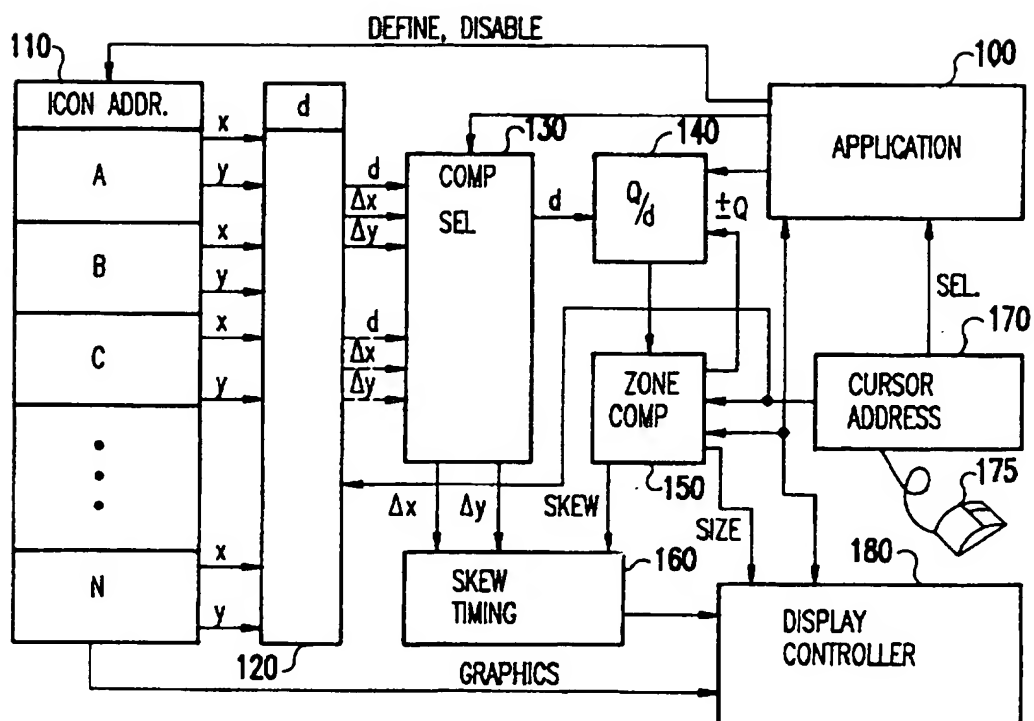 DEFINE, DISABLE
110
100
ICON ADDR.
d
x
130
140
APPLICATION
A
y
d
COMP
Q/d
±Q
Δx
SEL
d
Δy
x
B
y
SEL.
x
d
170
C
Δx
ZONE
COMP
CURSOR
ADDRESS
y
Δy
150
175
Δx
Δy
SKEW
SIZE
x
160
180
N
SKEW
TIMING
y
DISPLAY
CONTROLLER
120
GRAPHICS